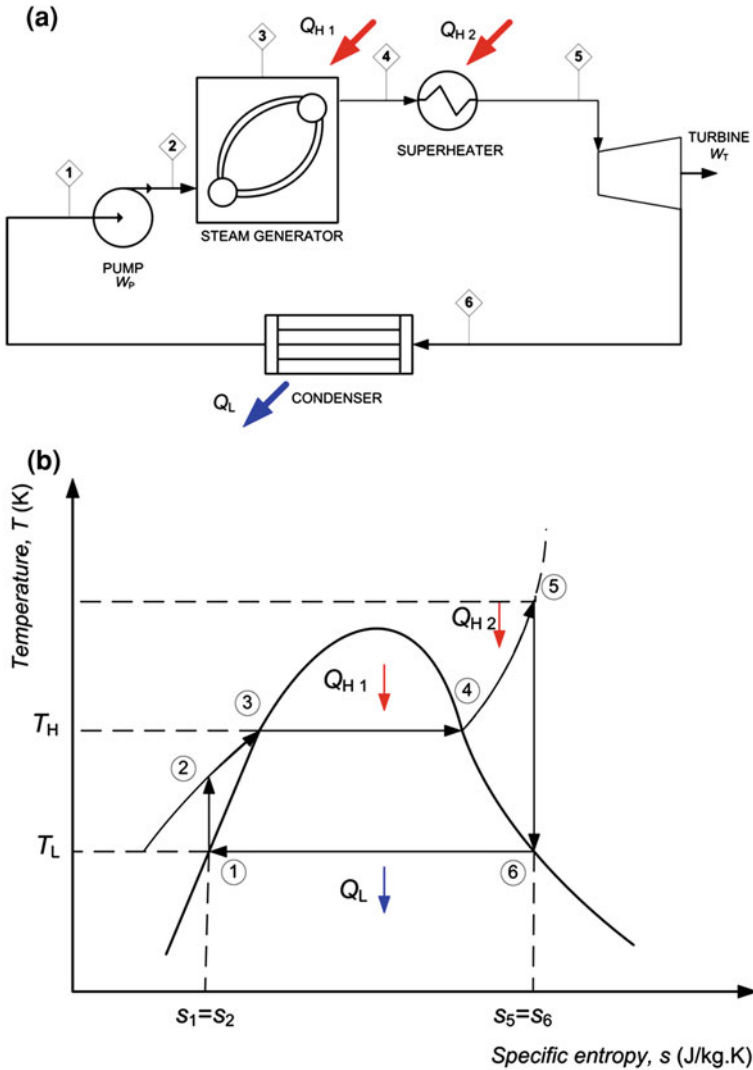 (a)
Q_H 1
Q_H 2
3
4
5
2
1
SUPERHEATER
TURBINE
W_T
STEAM GENERATOR
PUMP
W_P
6
Q_L
CONDENSER
(b)
Temperature, T (K)
5
Q_H 2
Q_H 1
4
3
T_H
2
T_L
1
6
Q_L
s_1=s_2
s_5=s_6
Specific entropy, s (J/kg.K)